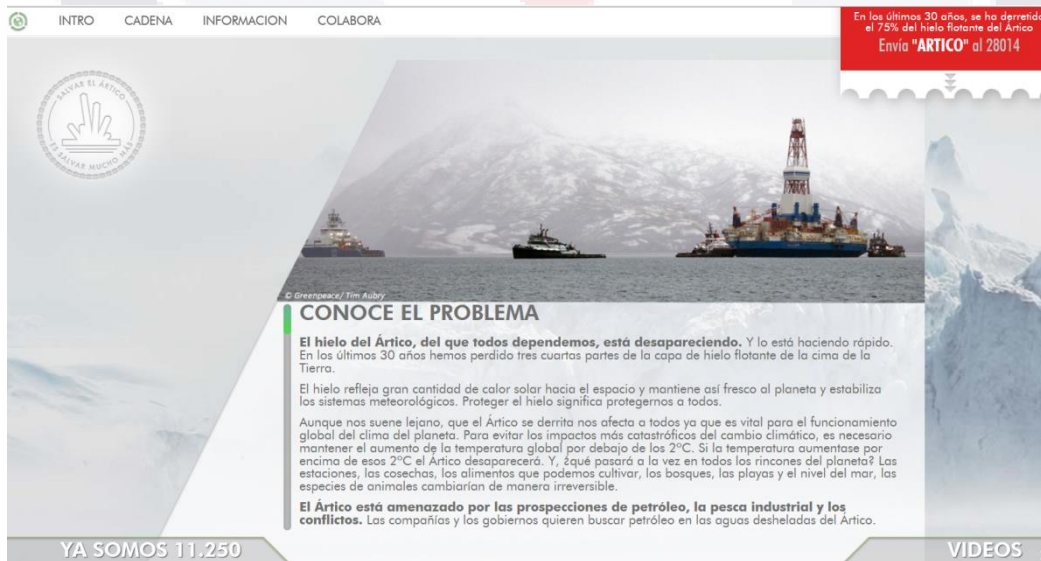 INTRO CADENA INFORMACION COLABORA
En los últimos 30 años, se ha derretido
el 75% del hielo flotante del Ártico
Envía "ARTICO" al 28014
SALVAR EL ÁRTICO
ES SALVAR MUCHO MÁS
© Greenpeace/ Tim Aubry
CONOCE EL PROBLEMA
El hielo del Ártico, del que todos dependemos, está desapareciendo. Y lo está haciendo rápido.
En los últimos 30 años hemos perdido tres cuartas partes de la capa de hielo flotante de la cima de la
Tierra.
El hielo refleja gran cantidad de calor solar hacia el espacio y mantiene así fresco al planeta y estabiliza
los sistemas meteorológicos. Proteger el hielo significa protegernos a todos.
Aunque nos suene lejano, que el Ártico se derrita nos afecta a todos ya que es vital para el funcionamiento
global del clima del planeta. Para evitar los impactos más catastróficos del cambio climático, es necesario
mantener el aumento de la temperatura global por debajo de los 2ºC. Si la temperatura aumentase por
encima de esos 2ºC el Ártico desaparecerá. Y, ¿qué pasará a la vez en todos los rincones del planeta? Las
estaciones, las cosechas, los alimentos que podemos cultivar, los bosques, las playas y el nivel del mar, las
especies de animales cambiarían de manera irreversible.
El Ártico está amenazado por las prospecciones de petróleo, la pesca industrial y los
conflictos. Las compañías y los gobiernos quieren buscar petróleo en las aguas desheladas del Ártico.
YA SOMOS 11.250
VIDEOS